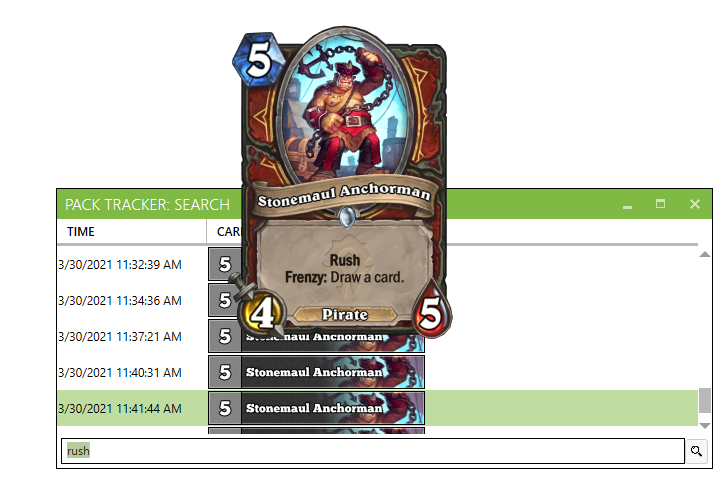 5
Stonemaul Anchorman
PACK TRACKER: SEARCH
TIME
CAR
Rush
Frenzy: Draw a card.
4
Pirate
5
3/30/2021 11:32:39 AM
5
3/30/2021 11:34:36 AM
5
3/30/2021 11:37:21 AM
5 Stonemaul Anchorman
3/30/2021 11:40:31 AM
5 Stonemaul Anchorman
3/30/2021 11:41:44 AM
5 Stonemaul Anchorman
rush